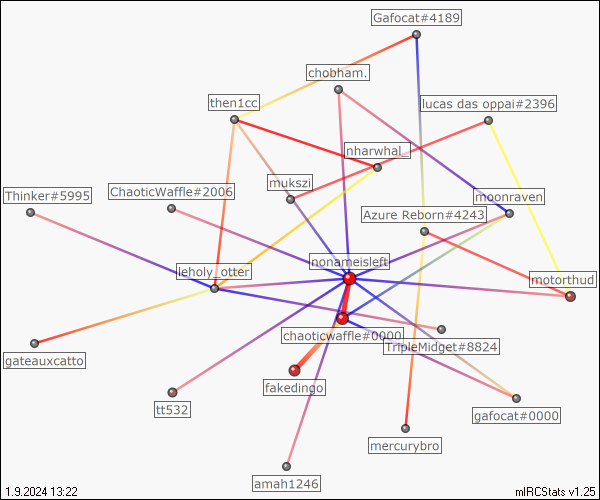 Gafocat#4189
chobham.
then1cc
lucas das oppai#2396
nharwhal_
mukszi
ChaoticWaffle#2006
Thinker#5995
moonraven
Azure Reborn#4243
nonameisleft
leholy_otter
motorthud
chaoticwaffle#0000
TripleMidget#8824
gateauxcatto
fakedingo
tt532
gafocat#0000
mercurybro
amah1246
1.9.2024 13:22
mIRCStats v1.25